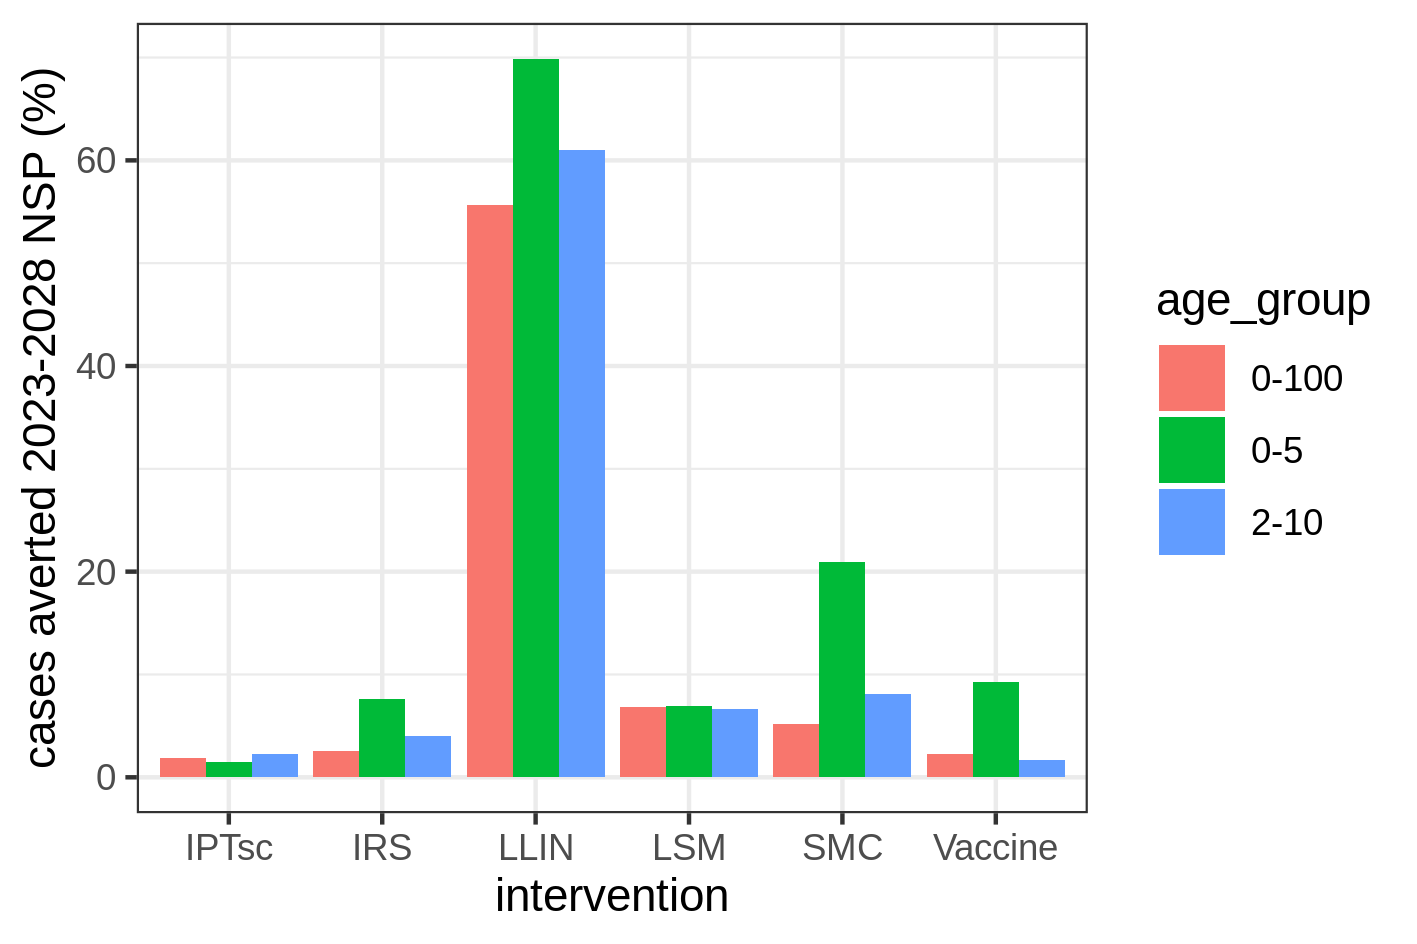 cases averted 2023-2028 NSP (%)
60
40
20
0
IPTsc IRS LLIN LSM SMC Vaccine
intervention
age_group
0-100
0-5
2-10